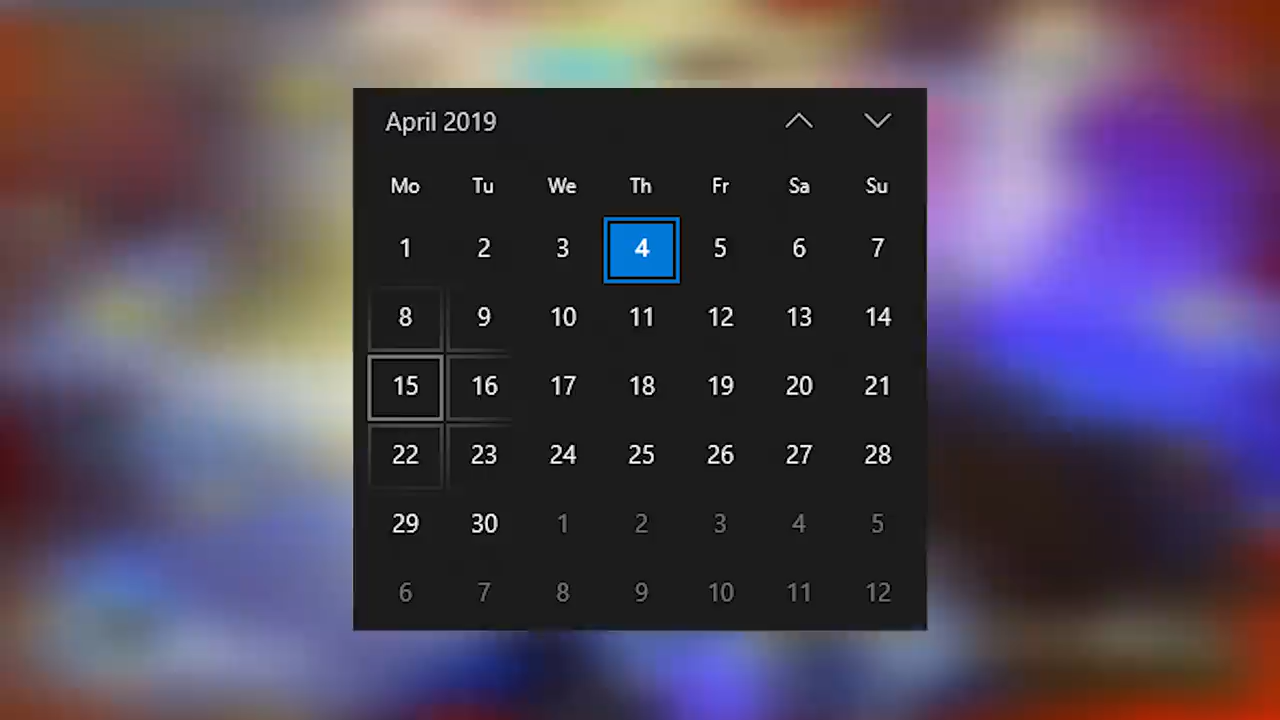 April 2019
Mo Tu We Th Fr Sa Su
1 2 3 4 5 6 7
8 9 10 11 12 13 14
15 16 17 18 19 20 21
22 23 24 25 26 27 28
29 30 1 2 3 4 5
6 7 8 9 10 11 12